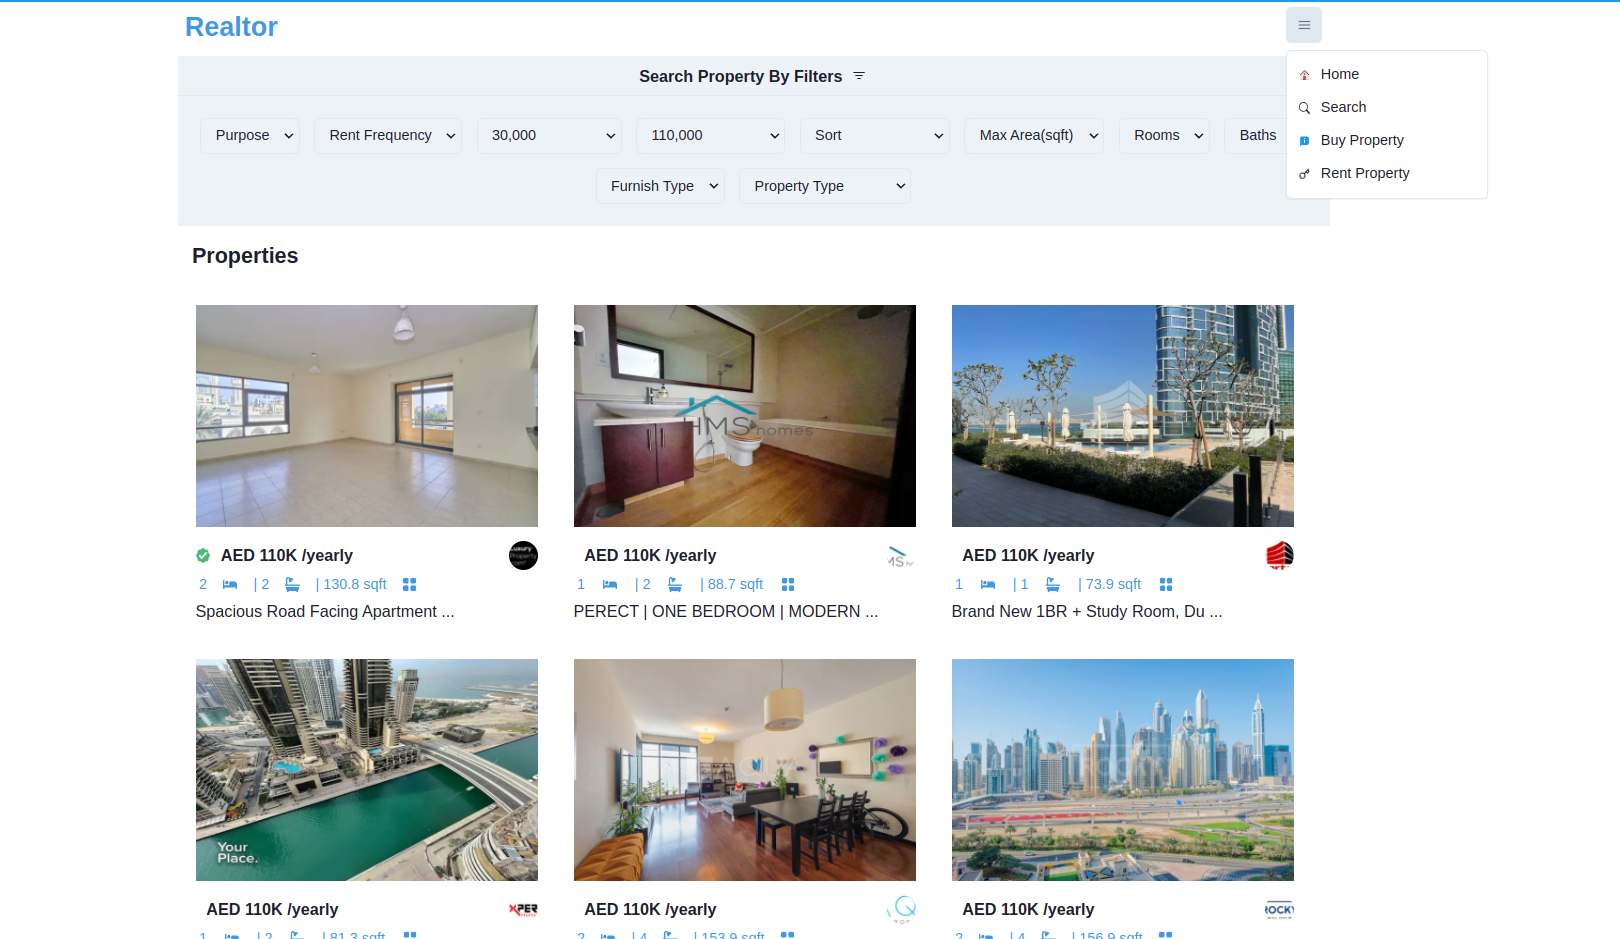 Realtor
Home
Search
Buy Property
Rent Property
Search Property By Filters
Purpose Rent Frequency 30,000 110,000 Sort Max Area(sqft) Rooms Baths
Furnish Type Property Type
Properties
HMS homes
AED 110K /yearly
Luxury
Property
2 | 2 | 130.8 sqft
Spacious Road Facing Apartment ...
AED 110K /yearly
1 | 2 | 88.7 sqft
PERECT | ONE BEDROOM | MODERN ...
AED 110K /yearly
1 | 1 | 73.9 sqft
Brand New 1BR + Study Room, Du ...
Your
Place.
AED 110K /yearly
XPER
1 | 2 | 81.3 sqft
AED 110K /yearly
2 | 4 | 153.9 sqft
AED 110K /yearly
ROCKY
2 | 4 | 156.9 sqft